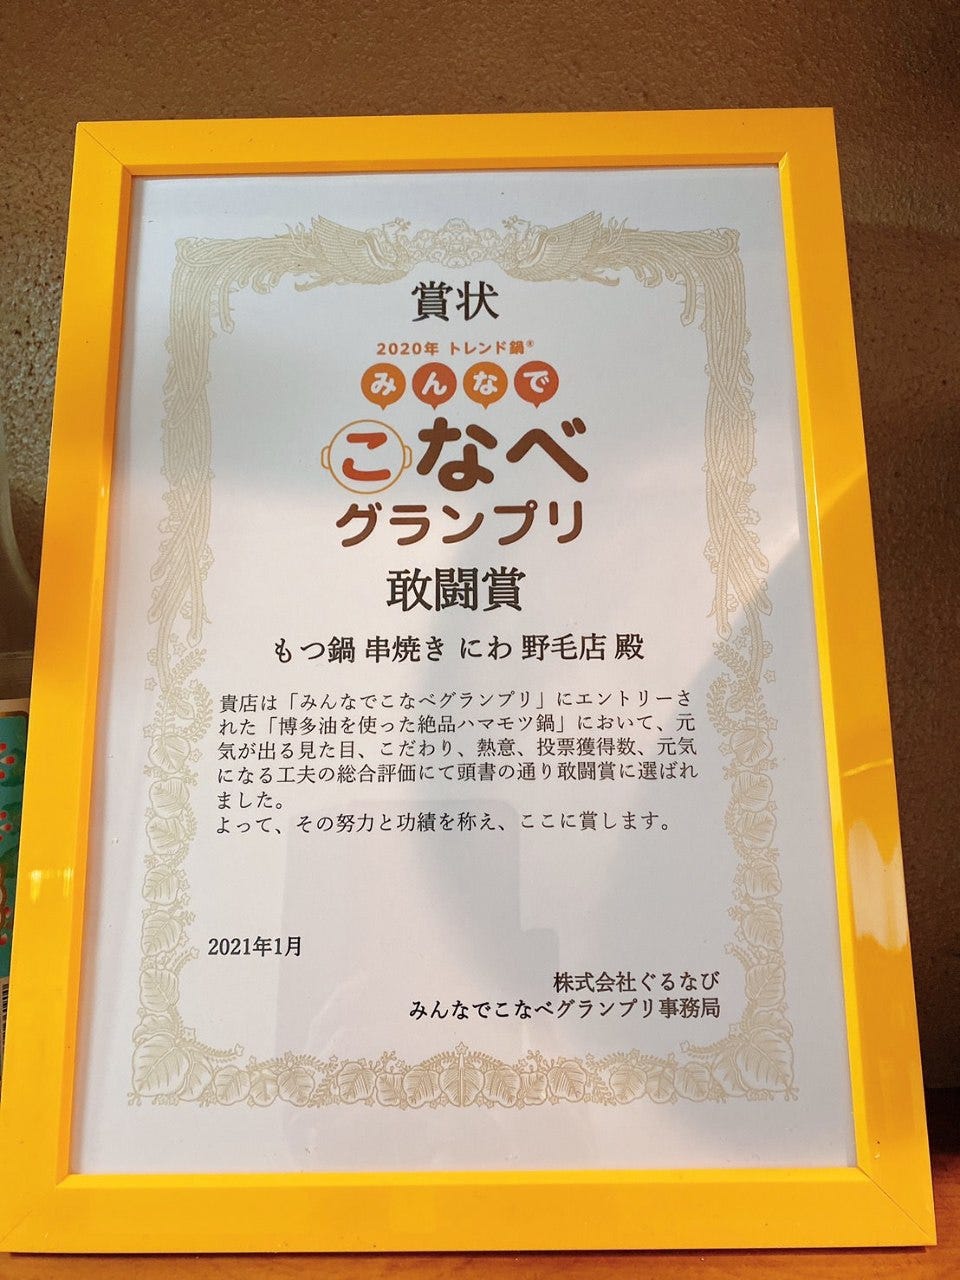 賞状
2020年 トレンド鍋®
みんなで
こなべ
グランプリ
敢闘賞
もつ鍋 串焼き にわ 野毛店 殿
貴店は「みんなでこなべグランプリ」にエントリーさ
れた「博多油を使った絶品ハマモツ鍋」において、元
気が出る見た目、こだわり、熱意、投票獲得数、元気
になる工夫の総合評価にて頭書の通り敢闘賞に選ばれ
ました。
よって、その努力と功績を称え、ここに賞します。
2021年1月
株式会社ぐるなび
みんなでこなべグランプリ事務局